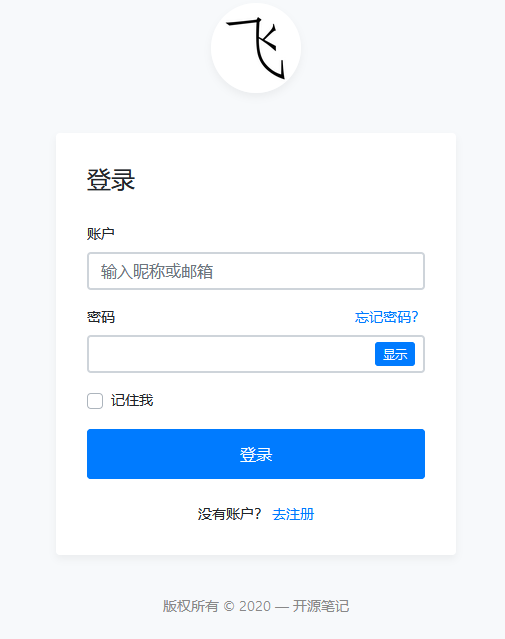 飞
登录
账户
输入昵称或邮箱
密码 忘记密码？
显示
记住我
登录
没有账户？ 去注册
版权所有 © 2020 — 开源笔记